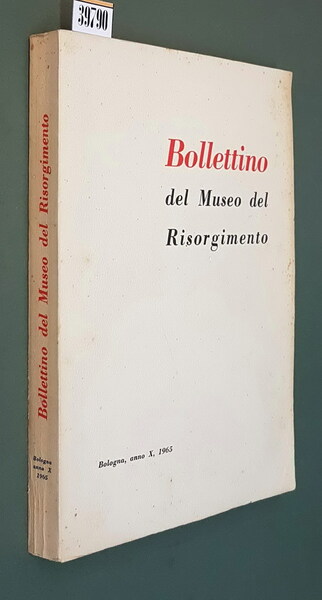 39790
Bollettino
del Museo del
Risorgimento
Bologna, anno X, 1965
Bollettino del Museo del Risorgimento
Bologna
anno X
1965